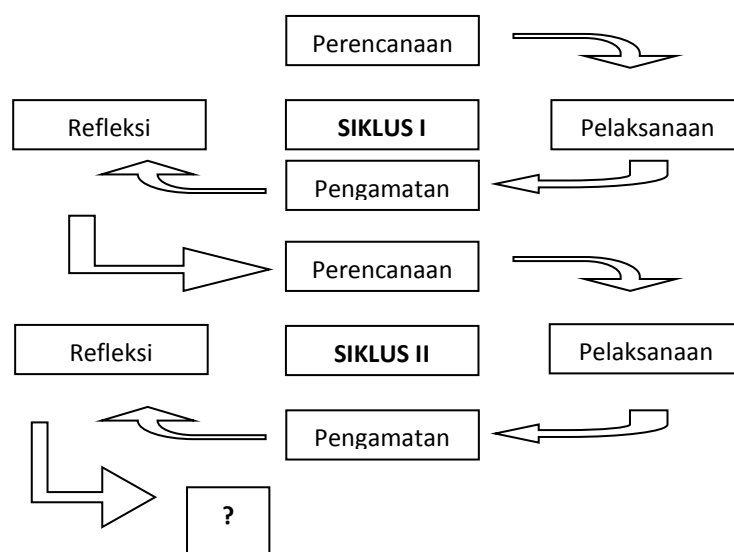 Perencanaan
Refleksi
SIKLUS I
Pelaksanaan
Pengamatan
Perencanaan
Refleksi
SIKLUS II
Pelaksanaan
Pengamatan
?